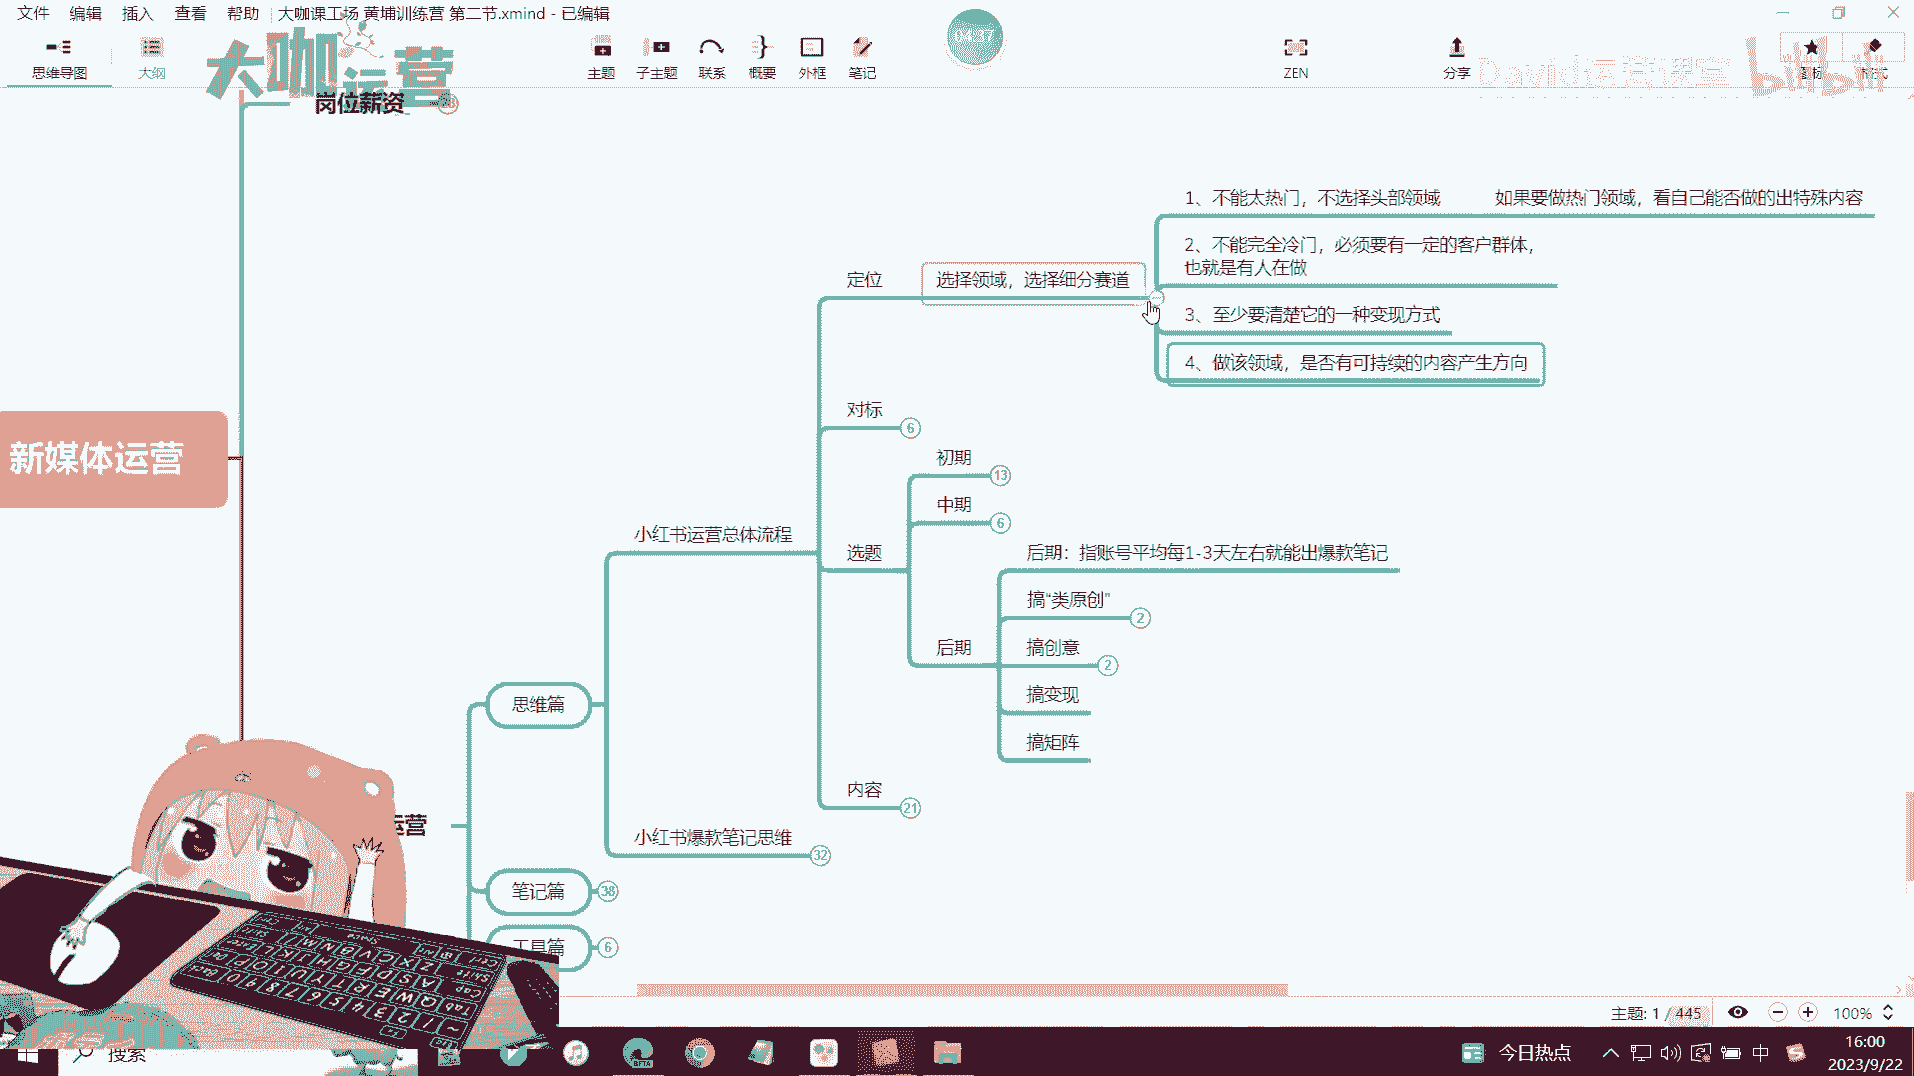 文件 编辑 插入 查看 帮助 大咖课工场 黄埔训练营 第二节.xmind - 已编辑
思维导图
大纲
主题
子主题
联系
概要
外框
笔记
04:37
ZEN
分享
图标
格式
大咖运营
David运营课堂
bilibili
岗位薪资
28
新媒体运营
定位
选择领域，选择细分赛道
1、不能太热门，不选择头部领域
如果要做热门领域，看自己能否做的出特殊内容
2、不能完全冷门，必须要有一定的客户群体，
也就是有人在做
3、至少要清楚它的一种变现方式
4、做该领域，是否有可持续的内容产生方向
对标
6
初期
13
中期
6
小红书运营总体流程
选题
后期：指账号平均每1-3天左右就能出爆款笔记
搞“类原创”
2
后期
搞创意
2
搞变现
搞矩阵
思维篇
内容
21
小红书爆款笔记思维
32
运营
笔记篇
38
工具篇
6
主题: 1 / 445
100%
搜索
BETA
今日热点
中
16:00
2023/9/22